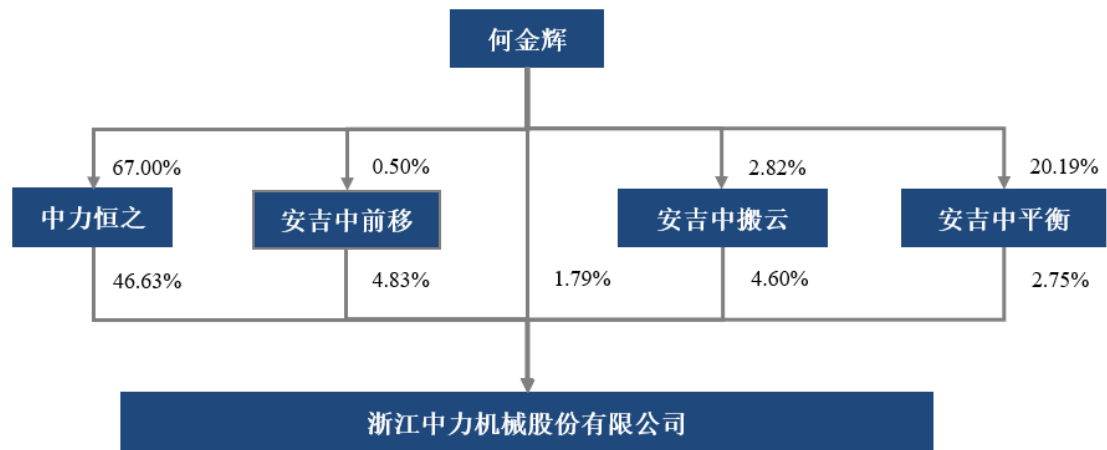 何金辉
67.00%
0.50%
2.82%
20.19%
中力恒之
安吉中前移
安吉中搬云
安吉中平衡
46.63%
4.83%
1.79%
4.60%
2.75%
浙江中力机械股份有限公司